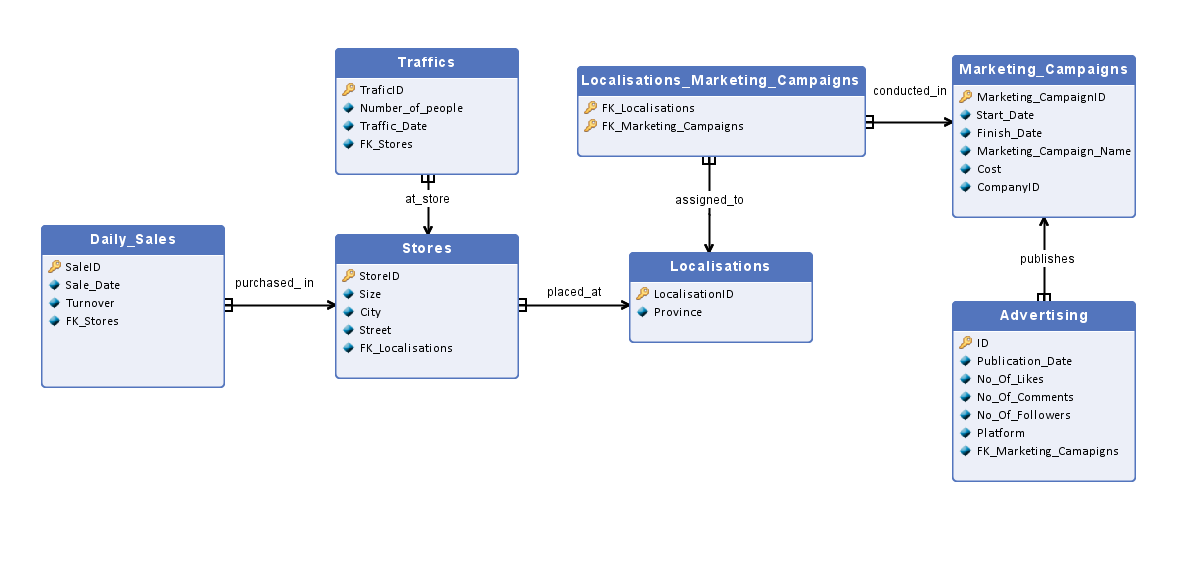 Traffics
TraficID
Number_of_people
Traffic_Date
FK_Stores
Localisations_Marketing_Campaigns
FK_Localisations
FK_Marketing_Campaigns
conducted_in
Marketing_Campaigns
Marketing_CampaignID
Start_Date
Finish_Date
Marketing_Campaign_Name
Cost
CompanyID
at_store
assigned_to
Daily_Sales
SaleID
Sale_Date
Turnover
FK_Stores
purchased_ in
Stores
StoreID
Size
City
Street
FK_Localisations
placed_at
Localisations
LocalisationID
Province
publishes
Advertising
ID
Publication_Date
No_Of_Likes
No_Of_Comments
No_Of_Followers
Platform
FK_Marketing_Camapigns